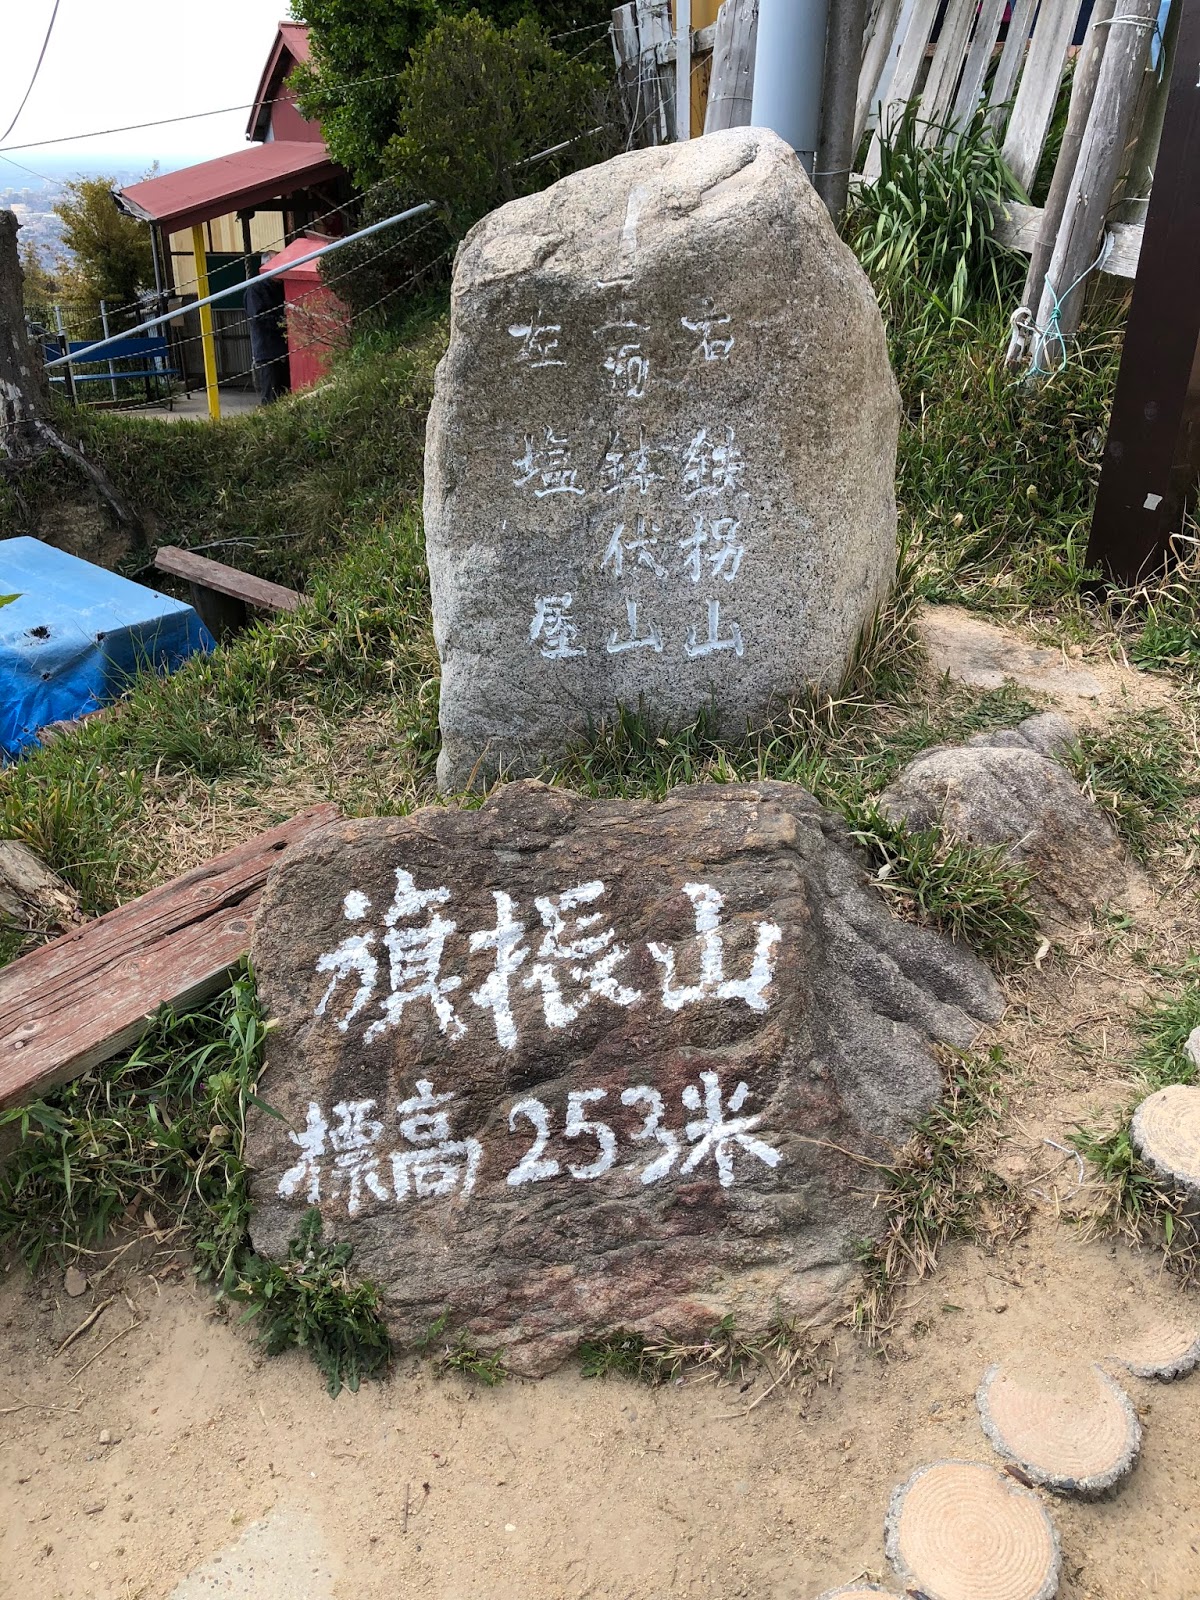 右 鉄拐山
鉢伏山
左 塩屋
旗振山
標高253米